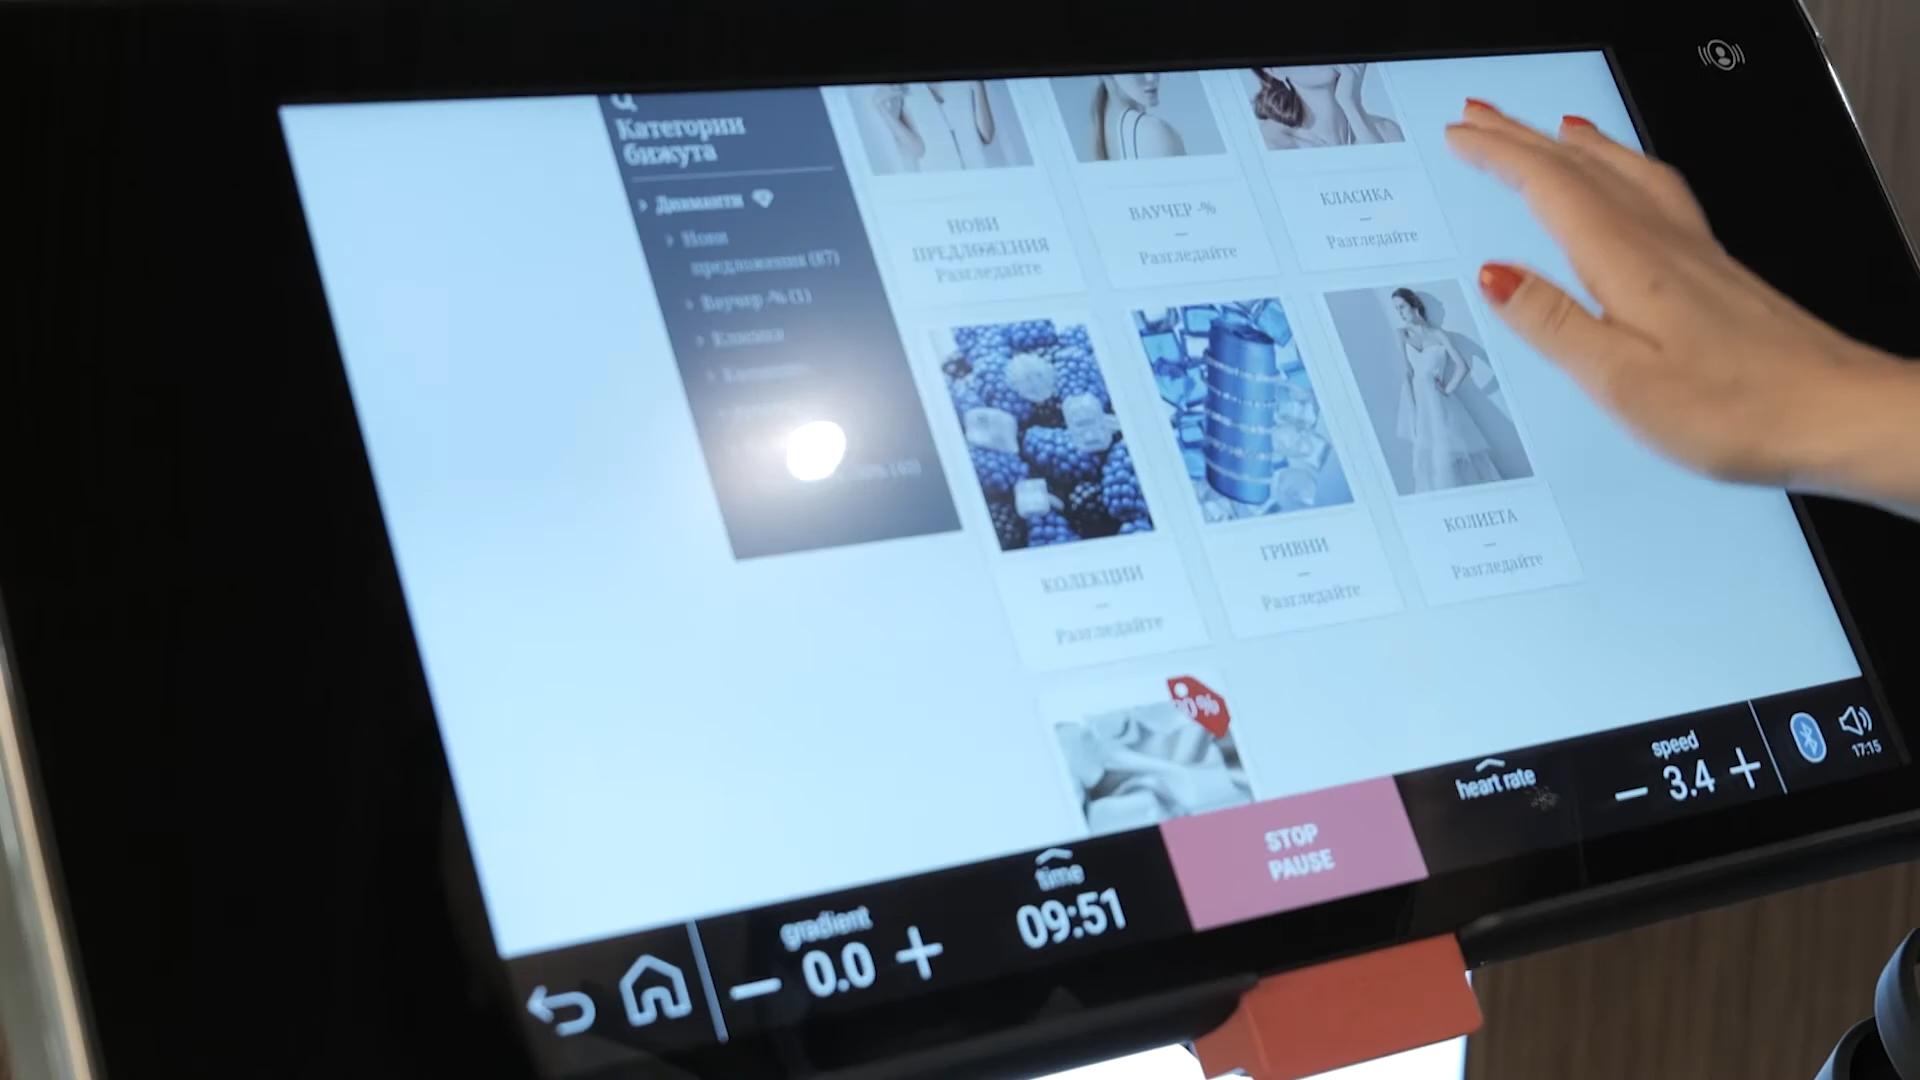 Категории
бижута
Диаманти
Нови
предложения (87)
Ваучер -% (1)
Класика
НОВИ
ПРЕДЛОЖЕНИЯ
Разгледайте
ВАУЧЕР -%
—
Разгледайте
КЛАСИКА
—
Разгледайте
КОЛЕКЦИИ
—
Разгледайте
ГРИВНИ
—
Разгледайте
КОЛИЕТА
—
Разгледайте
gradient
0.0
time
09:51
STOP
PAUSE
heart rate
speed
3.4
17:15